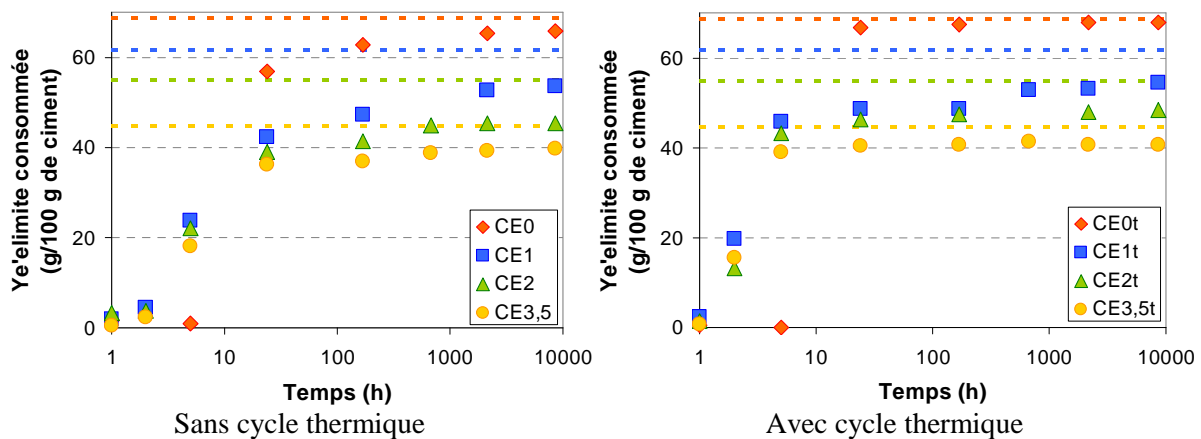 Ye'elimite consommée
(g/100 g de ciment)
60
40
20
0
1
10
100
1000
10000
Temps (h)
CE0
CE1
CE2
CE3,5
Sans cycle thermique
Ye'elimite consommée
(g/100 g de ciment)
60
40
20
0
1
10
100
1000
10000
Temps (h)
CE0t
CE1t
CE2t
CE3,5t
Avec cycle thermique